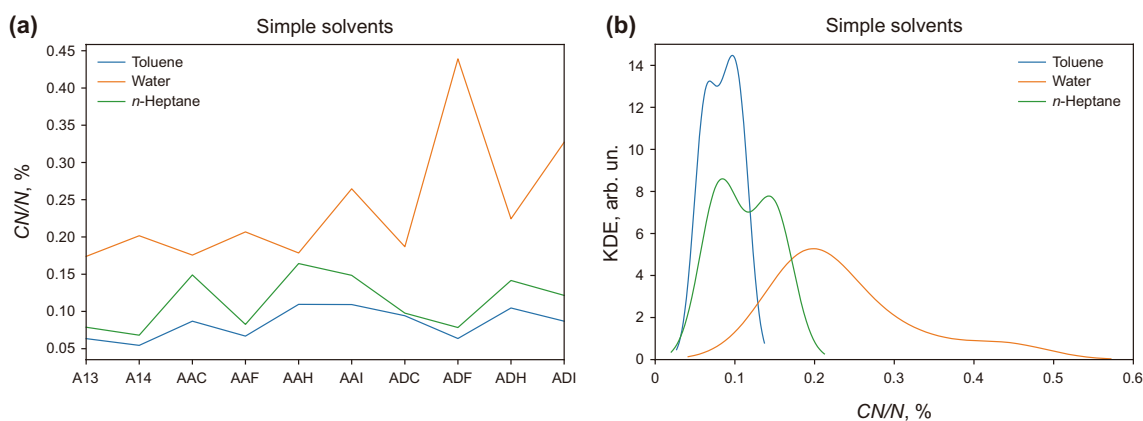 (a)
Simple solvents
CN/N, %
0.45
0.40
0.35
0.30
0.25
0.20
0.15
0.10
0.05
Toluene
Water
n-Heptane
A13 A14 AAC AAF AAH AAI ADC ADF ADH ADI
(b)
Simple solvents
KDE, arb. un.
14
12
10
8
6
4
2
0
Toluene
Water
n-Heptane
0 0.1 0.2 0.3 0.4 0.5 0.6
CN/N, %